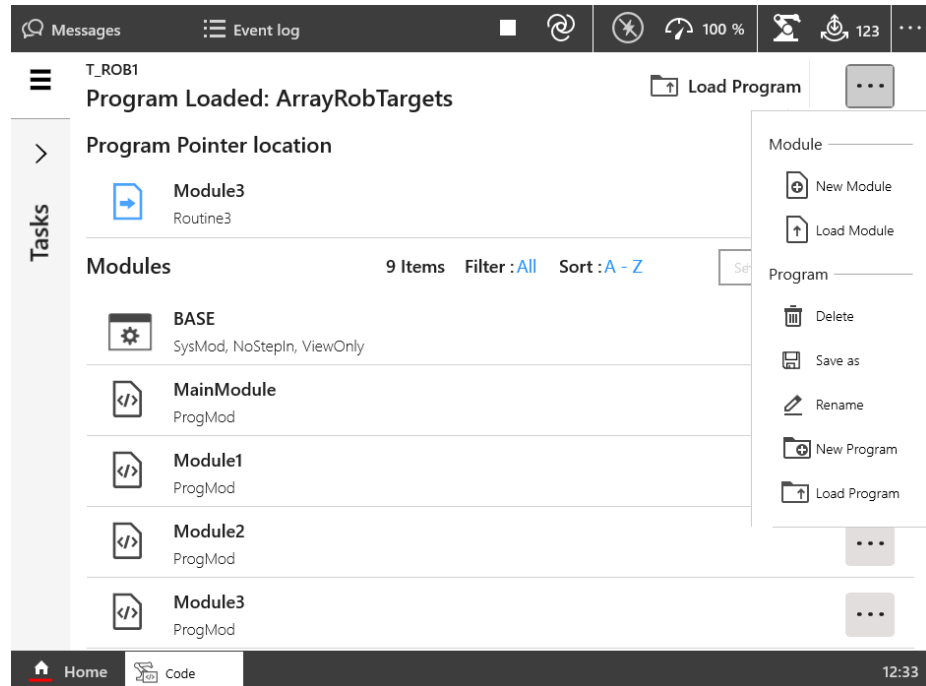 Messages
Event log
100 %
123
T_ROB1
Program Loaded: ArrayRobTargets
Load Program
Program Pointer location
Module3
Routine3
Modules
9 Items Filter : All Sort : A - Z
BASE
SysMod, NoStepIn, ViewOnly
MainModule
ProgMod
Module1
ProgMod
Module2
ProgMod
Module3
ProgMod
Tasks
Module
New Module
Load Module
Program
Delete
Save as
Rename
New Program
Load Program
Home
Code
12:33